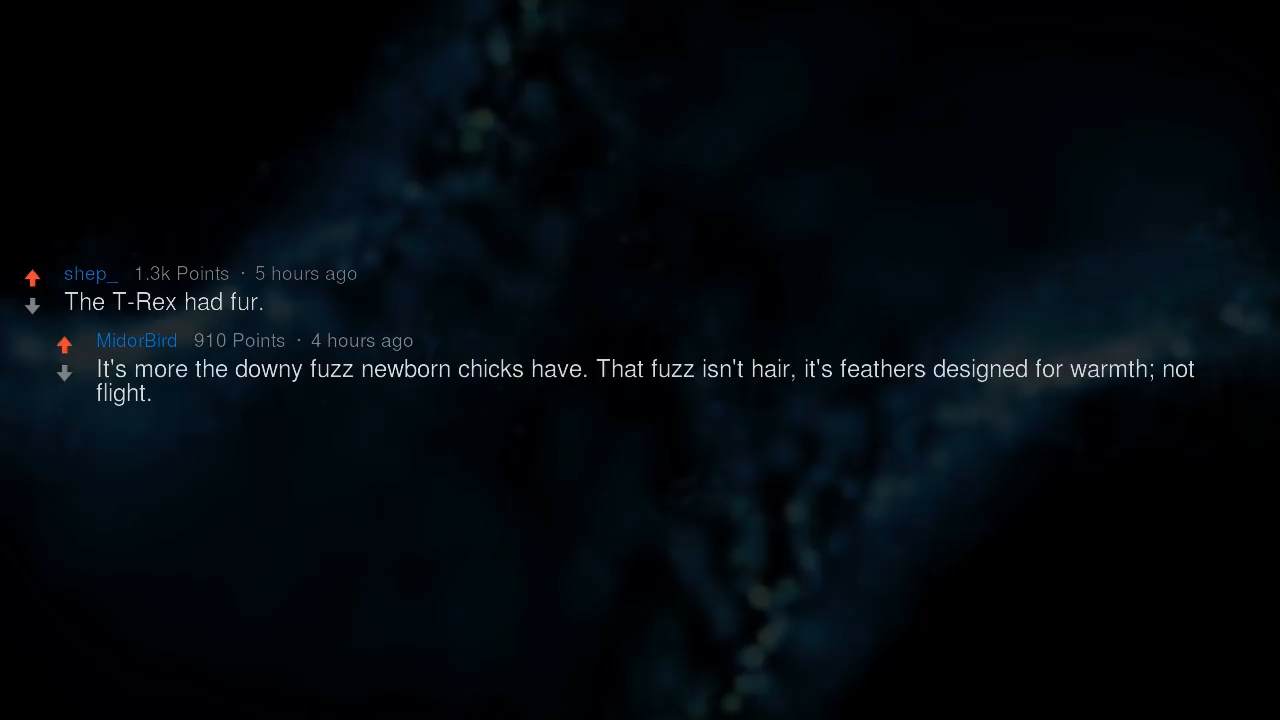 shep_ 1.3k Points · 5 hours ago
The T-Rex had fur.
MidorBird 910 Points · 4 hours ago
It's more the downy fuzz newborn chicks have. That fuzz isn't hair, it's feathers designed for warmth; not
flight.